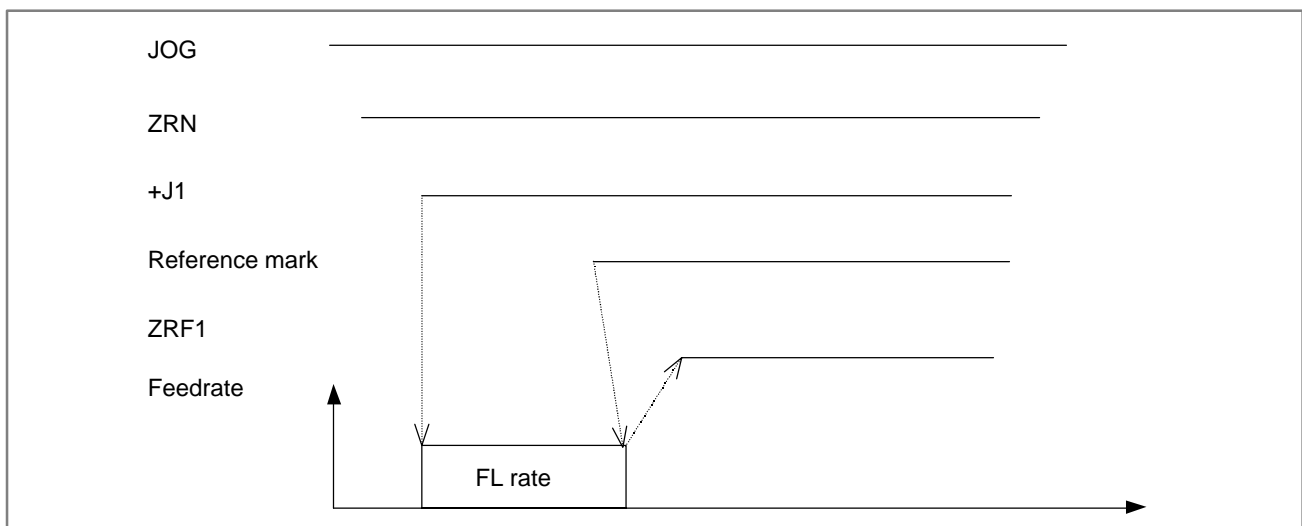 JOG
ZRN
+J1
Reference mark
ZRF1
Feedrate
FL rate